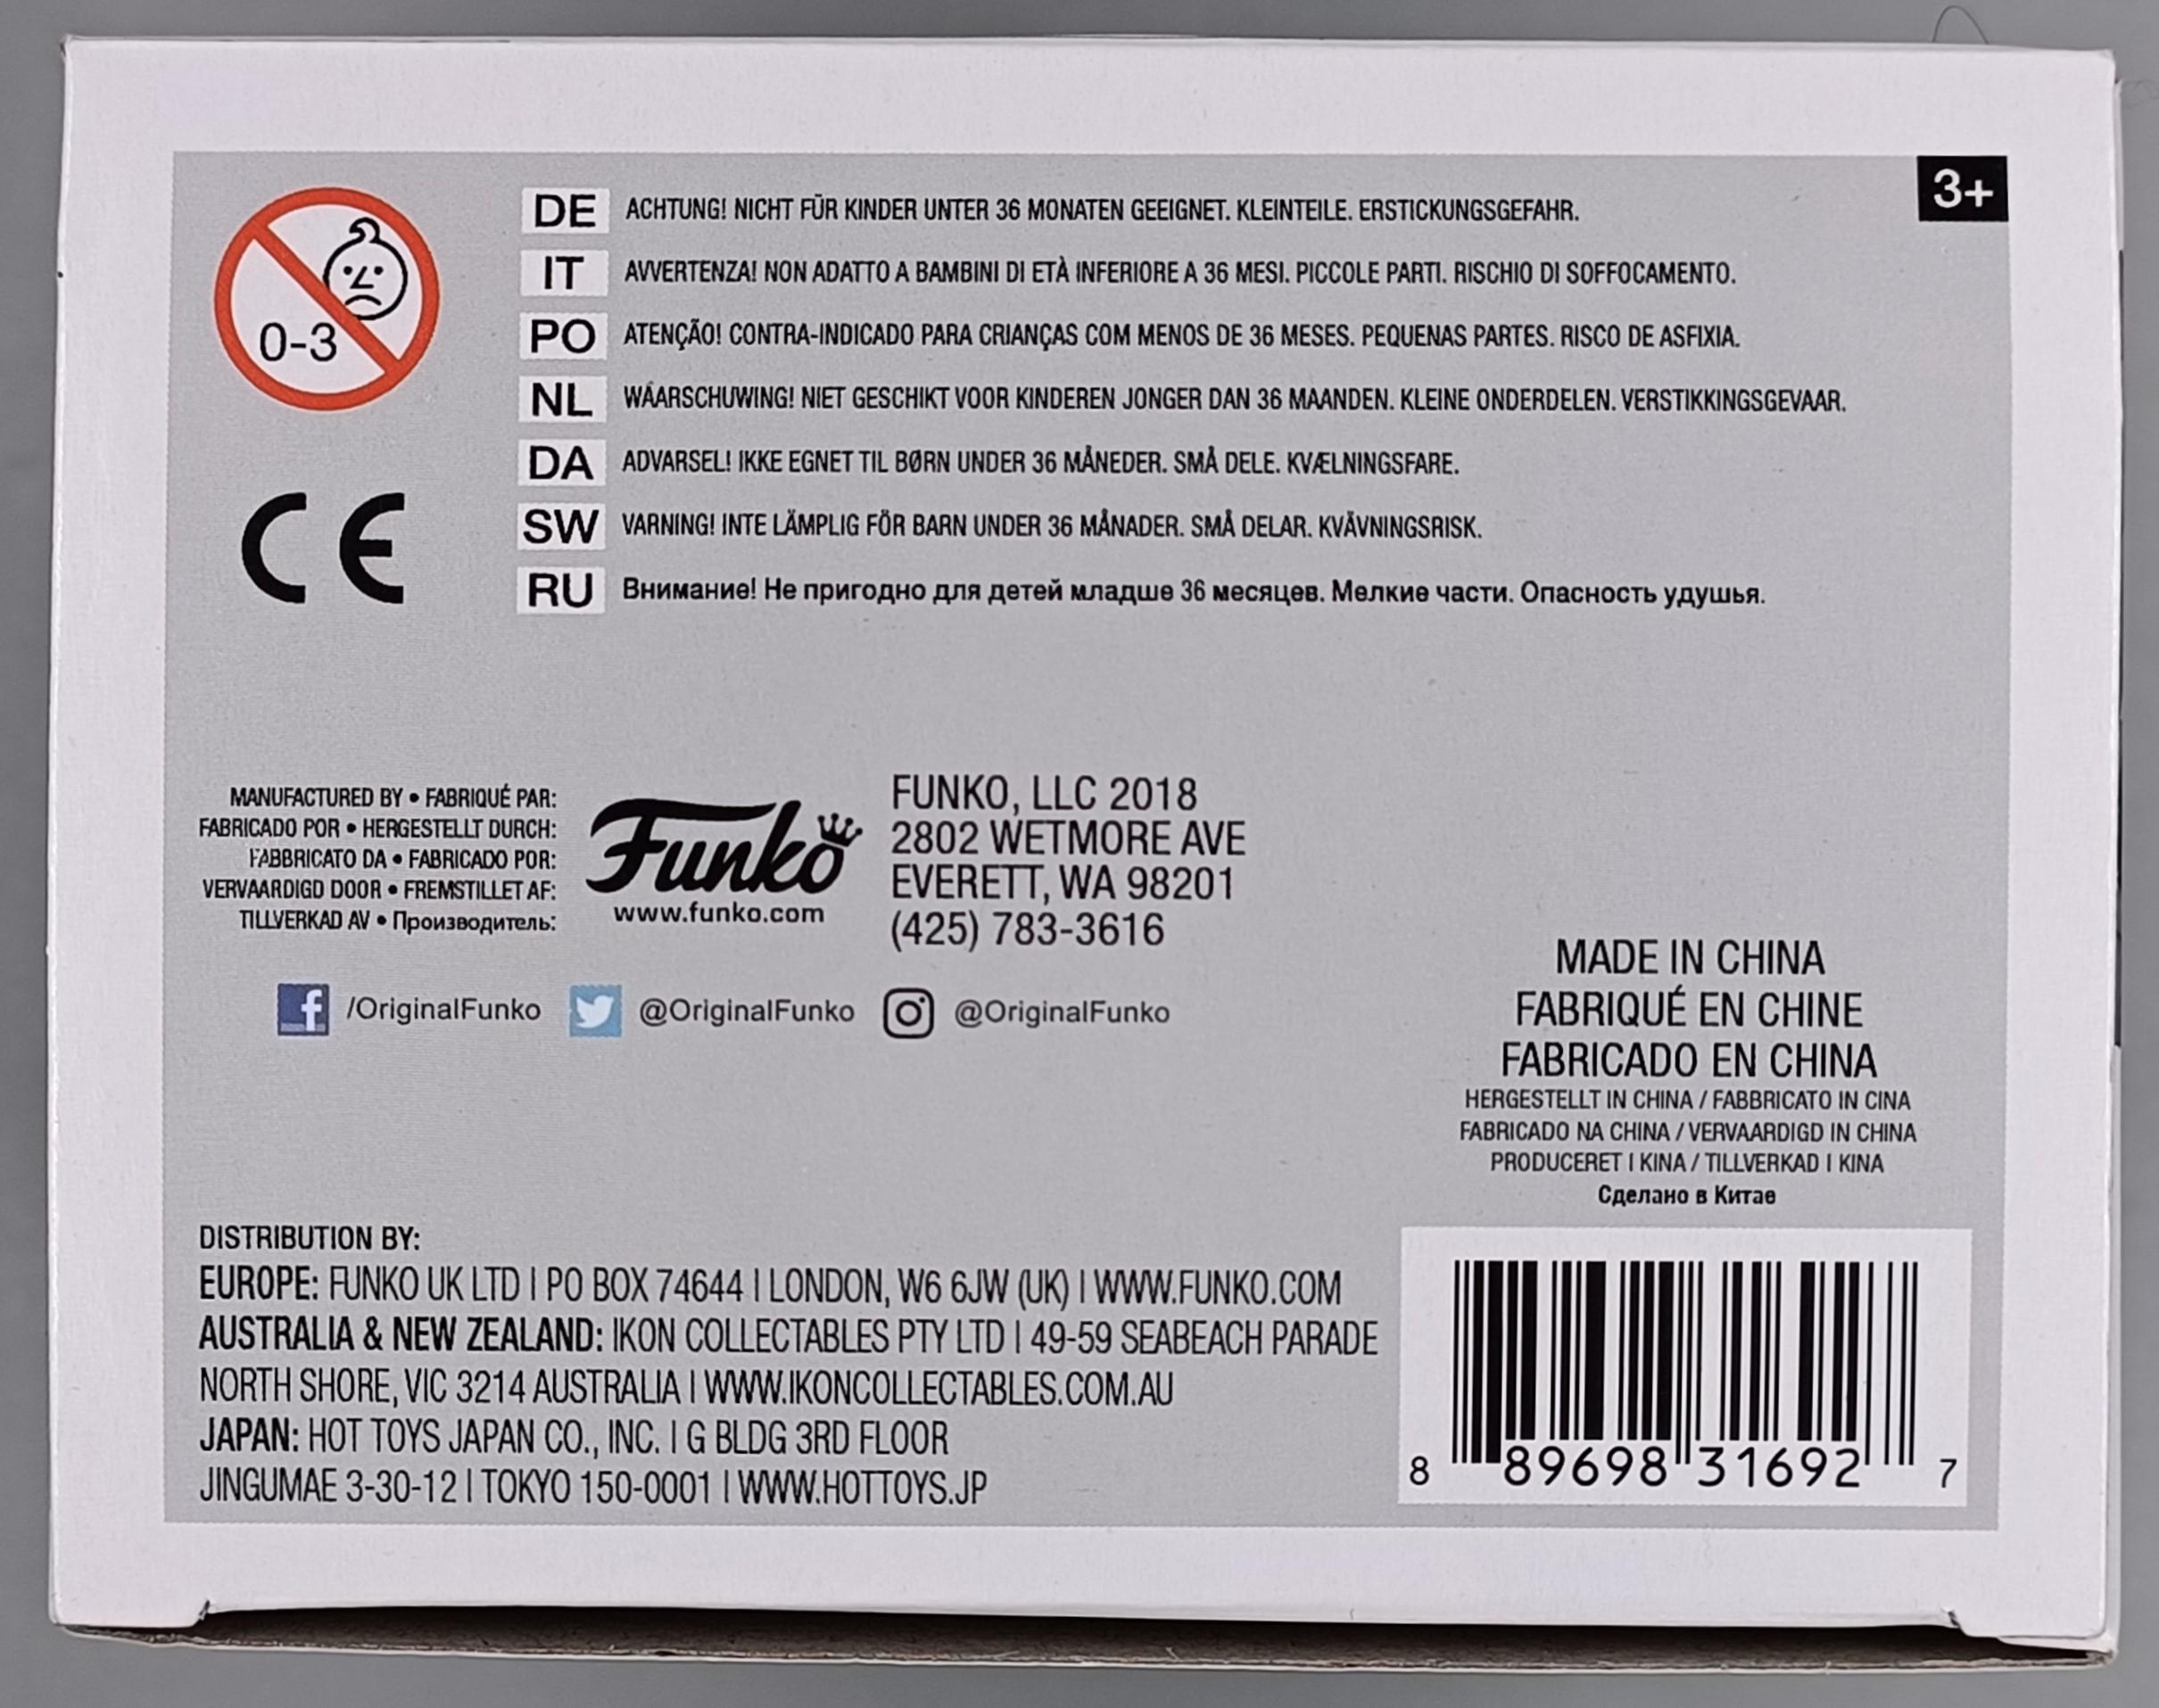 3+
0-3
DE ACHTUNG! NICHT FÜR KINDER UNTER 36 MONATEN GEEIGNET. KLEINTEILE. ERSTICKUNGSGEFAHR.
IT AVVERTENZA! NON ADATTO A BAMBINI DI ETÀ INFERIORE A 36 MESI. PICCOLE PARTI. RISCHIO DI SOFFOCAMENTO.
PO ATENÇÃO! CONTRA-INDICADO PARA CRIANÇAS COM MENOS DE 36 MESES. PEQUENAS PARTES. RISCO DE ASFIXIA.
NL WAARSCHUWING! NIET GESCHIKT VOOR KINDEREN JONGER DAN 36 MAANDEN. KLEINE ONDERDELEN. VERSTIKKINGSGEVAAR.
DA ADVARSEL! IKKE EGNET TIL BØRN UNDER 36 MÅNEDER. SMÅ DELE. KVÆLNINGSFARE.
SW VARNING! INTE LÄMPLIG FÖR BARN UNDER 36 MÅNADER. SMÅ DELAR. KVÄVNINGSRISK.
RU Внимание! Не пригодно для детей младше 36 месяцев. Мелкие части. Опасность удушья.
CE
MANUFACTURED BY • FABRIQUÉ PAR:
FABRICADO POR • HERGESTELLT DURCH:
FABBRICATO DA • FABRICADO POR:
VERVAARDIGD DOOR • FREMSTILLET AF:
TILLVERKAD AV • Производитель:
Funko
www.funko.com
FUNKO, LLC 2018
2802 WETMORE AVE
EVERETT, WA 98201
(425) 783-3616
/OriginalFunko @OriginalFunko @OriginalFunko
MADE IN CHINA
FABRIQUÉ EN CHINE
FABRICADO EN CHINA
HERGESTELLT IN CHINA / FABBRICATO IN CINA
FABRICADO NA CHINA / VERVAARDIGD IN CHINA
PRODUCERET I KINA / TILLVERKAD I KINA
Сделано в Китае
DISTRIBUTION BY:
EUROPE: FUNKO UK LTD | PO BOX 74644 | LONDON, W6 6JW (UK) | WWW.FUNKO.COM
AUSTRALIA & NEW ZEALAND: IKON COLLECTABLES PTY LTD | 49-59 SEABEACH PARADE
NORTH SHORE, VIC 3214 AUSTRALIA | WWW.IKONCOLLECTABLES.COM.AU
JAPAN: HOT TOYS JAPAN CO., INC. | G BLDG 3RD FLOOR
JINGUMAE 3-30-12 | TOKYO 150-0001 | WWW.HOTTOYS.JP
8 89698 31692 7